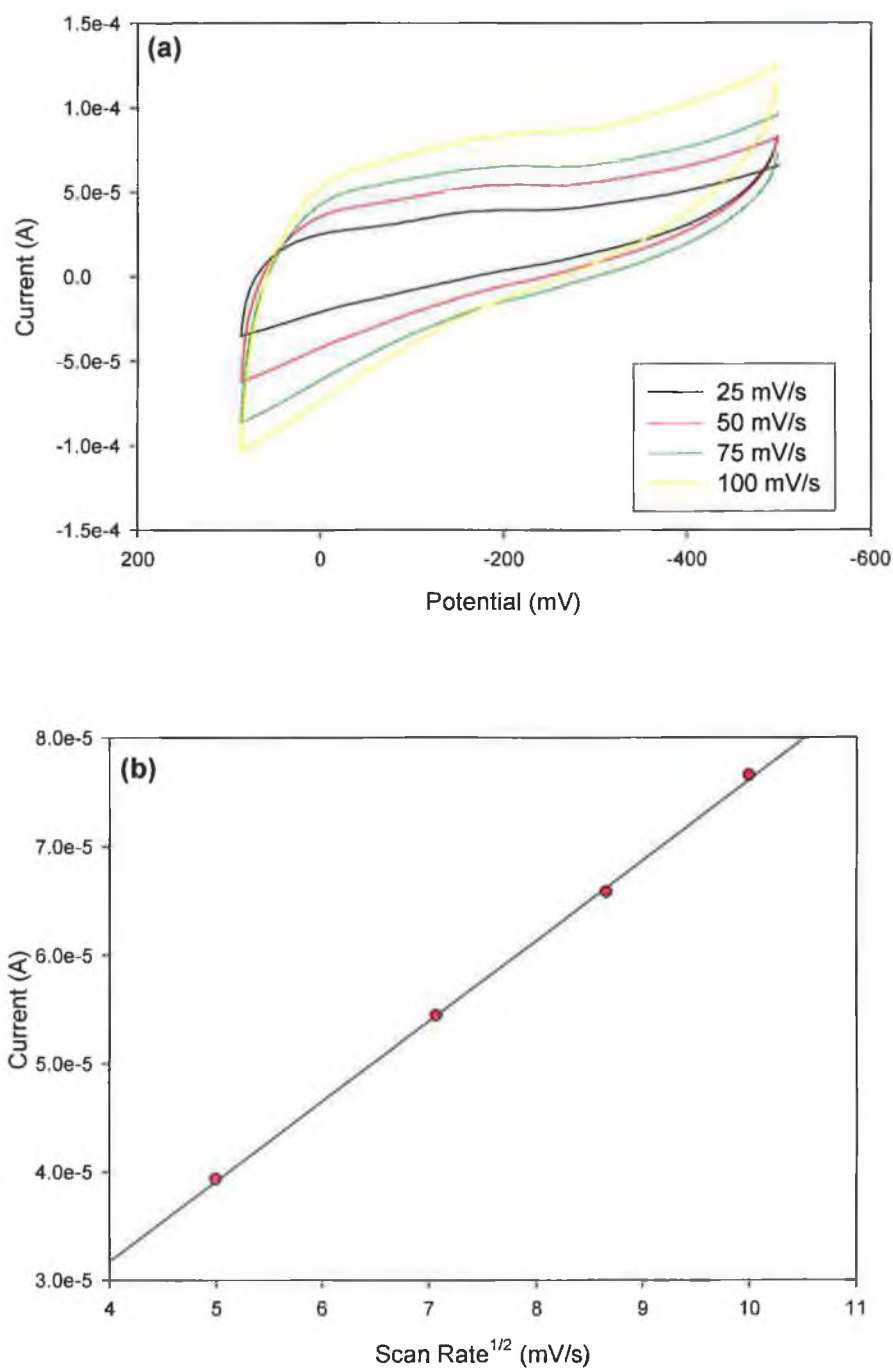 (a)
1.5e-4
1.0e-4
5.0e-5
0.0
-5.0e-5
-1.0e-4
-1.5e-4
Current (A)
200
0
-200
-400
-600
Potential (mV)
25 mV/s
50 mV/s
75 mV/s
100 mV/s
(b)
8.0e-5
7.0e-5
6.0e-5
5.0e-5
4.0e-5
3.0e-5
Current (A)
4
5
6
7
8
9
10
11
Scan Rate^1/2 (mV/s)